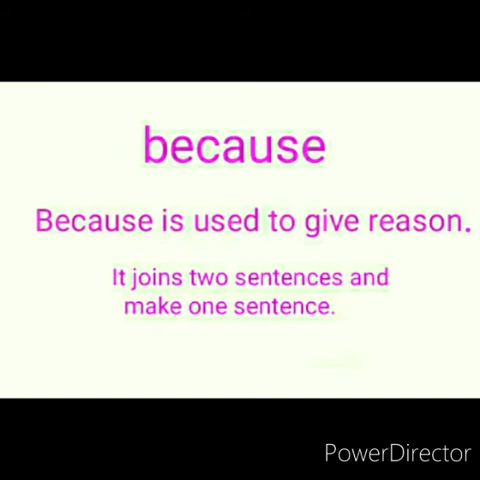 because
Because is used to give reason.
It joins two sentences and
make one sentence.
PowerDirector